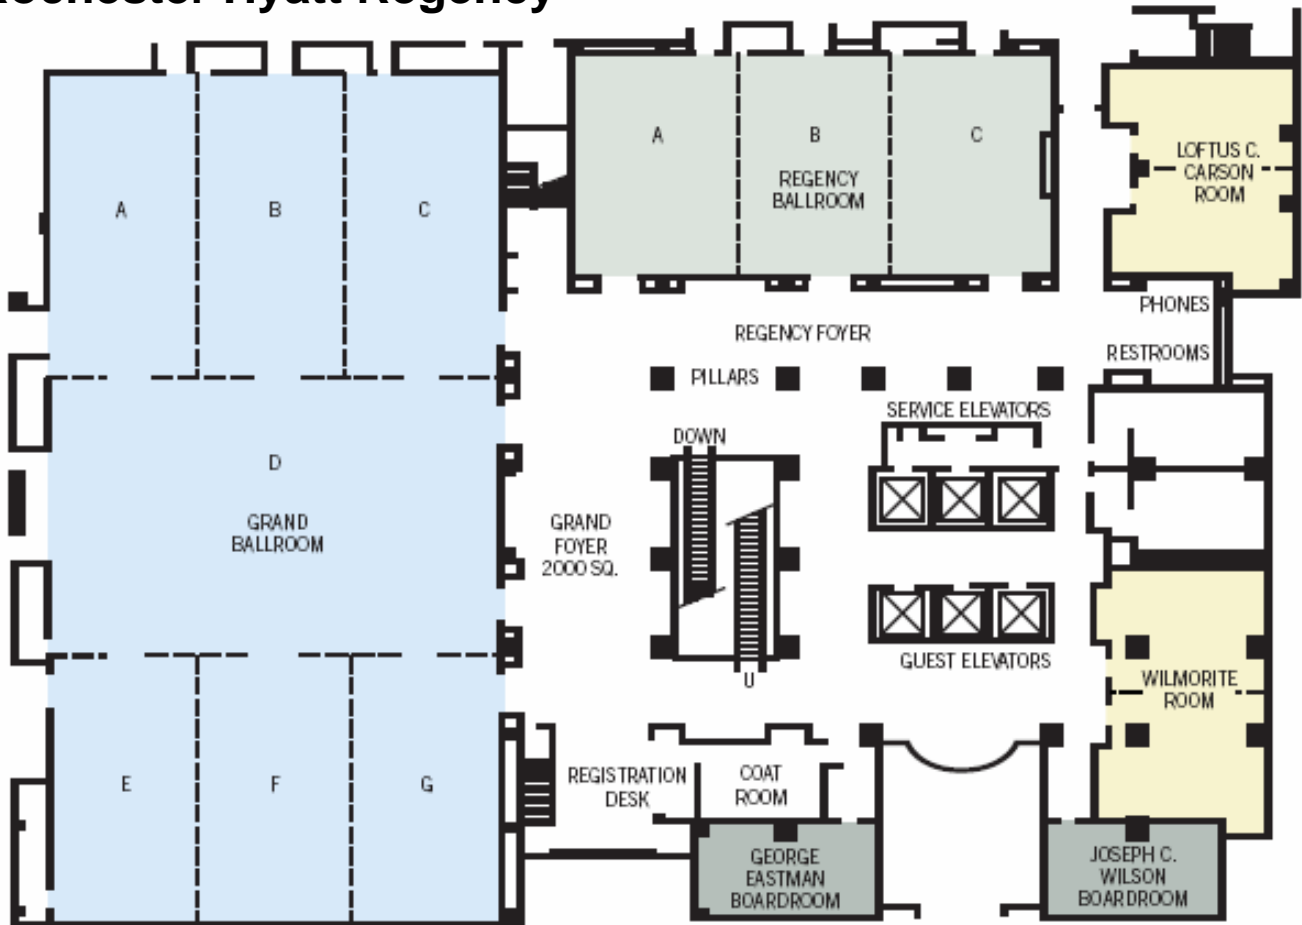 Rochester Hyatt Regency
A
B
C
REGENCY
BALLROOM
LOFTUS C.
CARSON
ROOM
A
B
C
PHONES
REGENCY FOYER
RESTROOMS
PILLARS
SERVICE ELEVATORS
DOWN
D
GRAND
BALLROOM
GRAND
FOYER
2000 SQ.
GUEST ELEVATORS
U
WILMORITE
ROOM
E
F
G
REGISTRATION
DESK
COAT
ROOM
GEORGE
EASTMAN
BOARDROOM
JOSEPH C.
WILSON
BOARDROOM